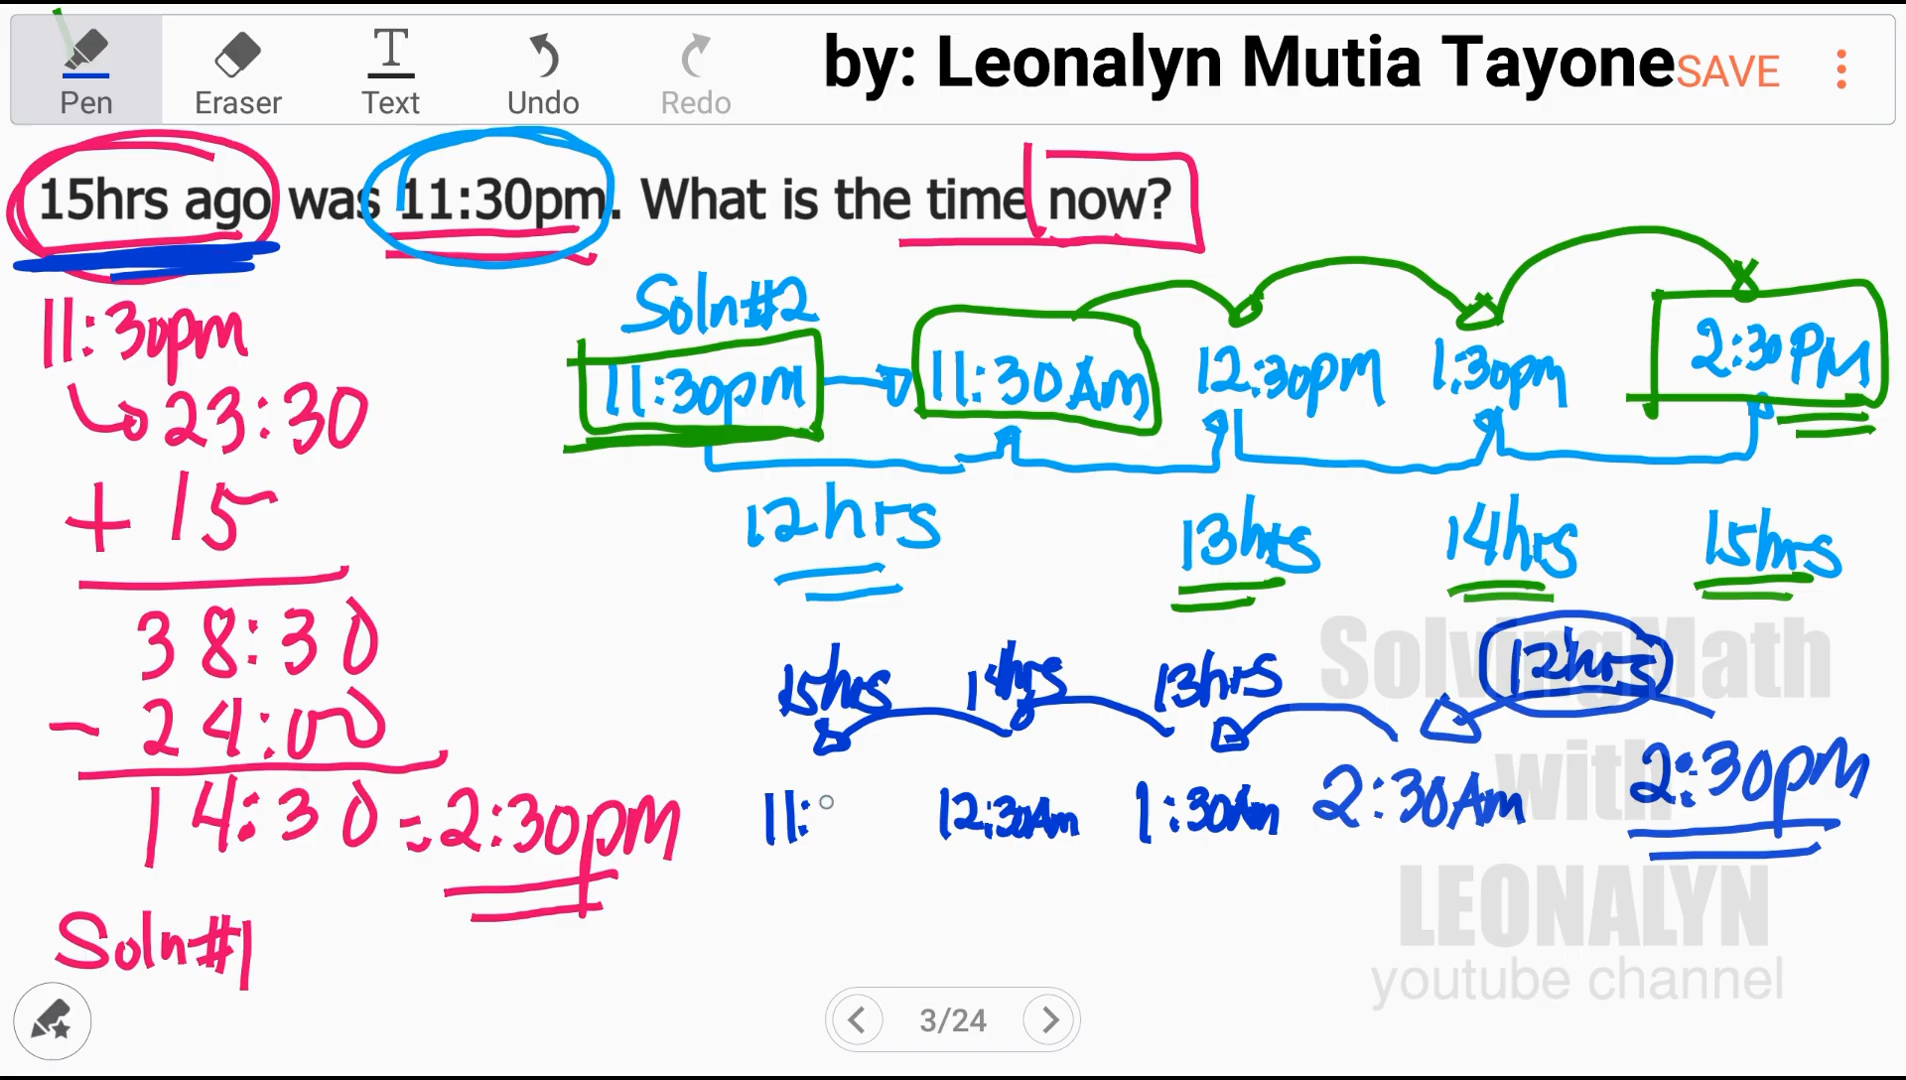 Pen
Eraser
Text
Undo
Redo
by: Leonalyn Mutia Tayone
SAVE
15hrs ago was 11:30pm. What is the time now?
11:30pm
23:30
+ 15
38:30
- 24:00
14:30 = 2:30pm
Soln#1
Soln#2
11:30pm 11:30Am 12:30pm 1:30pm 2:30PM
12hrs 13hrs 14hrs 15hrs
15hrs 14hrs 13hrs 12hrs
11: 12:30Am 1:30Am 2:30Am 2:30pm
SolvingMath
with
LEONALYN
youtube channel
3/24